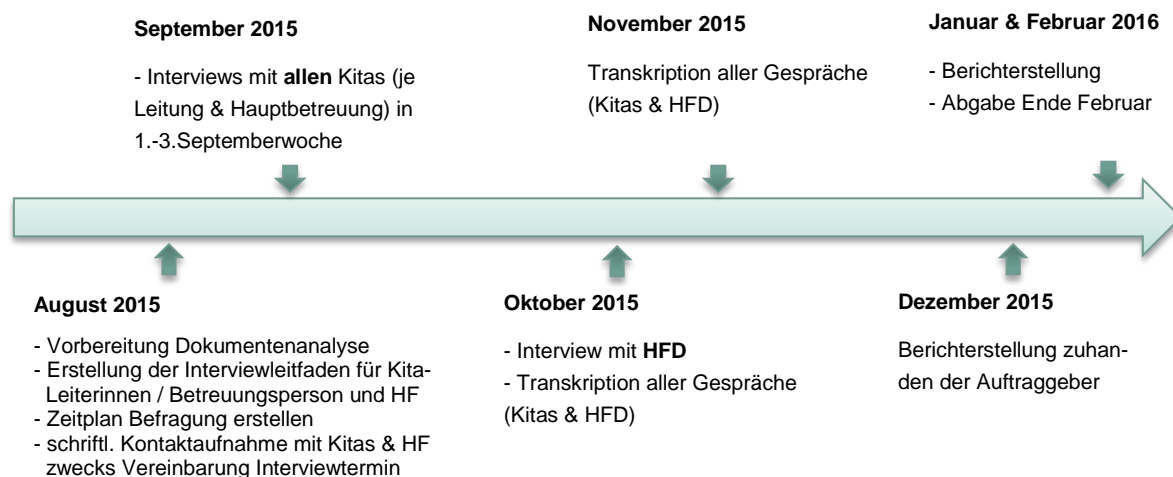 September 2015
- Interviews mit allen Kitas (je
Leitung & Hauptbetreuung) in
1.-3.Septemberwoche
November 2015
Transkription aller Gespräche
(Kitas & HFD)
Januar & Februar 2016
- Berichterstellung
- Abgabe Ende Februar
August 2015
- Vorbereitung Dokumentenanalyse
- Erstellung der Interviewleitfaden für Kita-
Leiterinnen / Betreuungsperson und HF
- Zeitplan Befragung erstellen
- schriftl. Kontaktaufnahme mit Kitas & HF
zwecks Vereinbarung Interviewtermin
Oktober 2015
- Interview mit HFD
- Transkription aller Gespräche
(Kitas & HFD)
Dezember 2015
Berichterstellung zuhan-
den der Auftraggeber